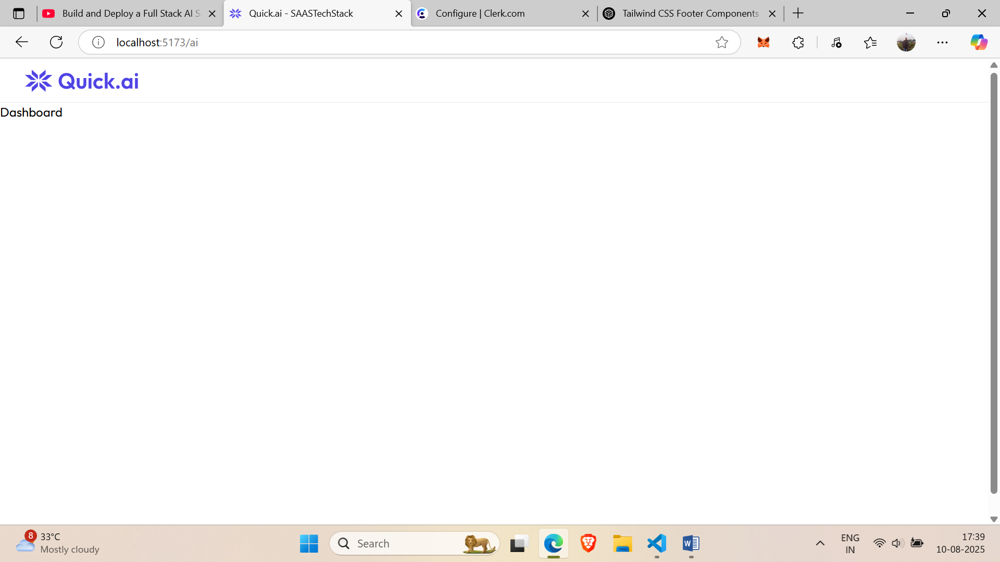 Build and Deploy a Full Stack AI S
Quick.ai - SAASTechStack
Configure | Clerk.com
Tailwind CSS Footer Components
localhost:5173/ai
Quick.ai
Dashboard
8
33°C
Mostly cloudy
Search
W
ENG
IN
17:39
10-08-2025